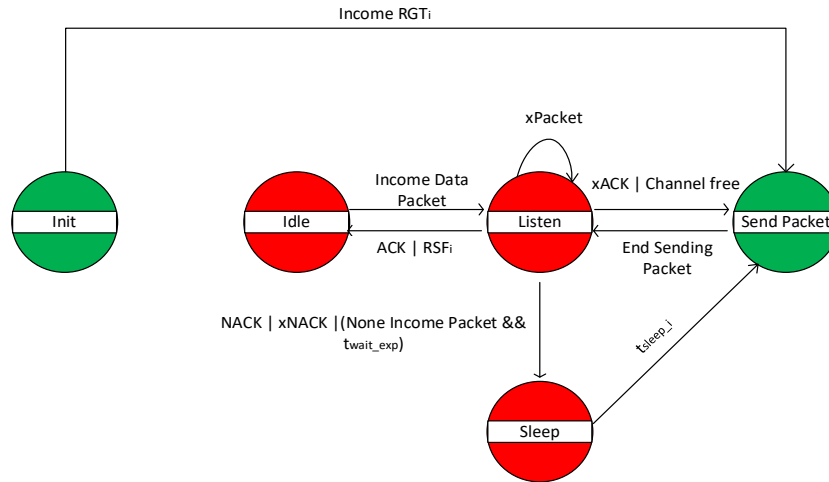 Income RGTi
xPacket
Income Data
Packet
xACK | Channel free
Init
Idle
Listen
Send Packet
ACK | RSFi
End Sending
Packet
NACK | xNACK |(None Income Packet &&
twait_exp)
tsleep_i
Sleep